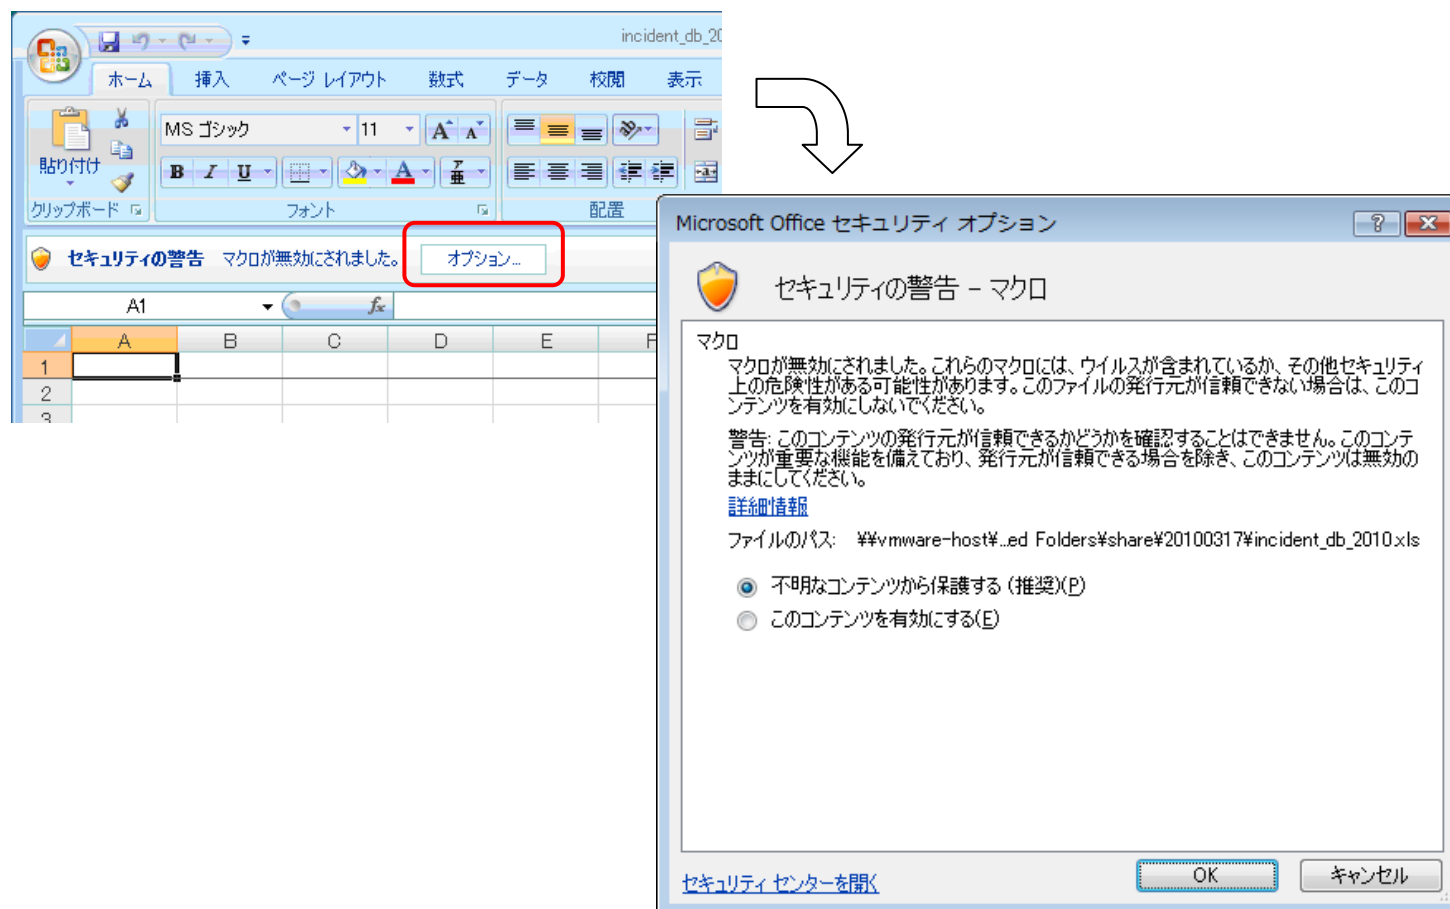 incident_db_20
ホーム 挿入 ページ レイアウト 数式 データ 校閲 表示
MS ゴシック 11 A A
貼り付け
B I U A ア亜
クリップボード フォント 配置
セキュリティの警告 マクロが無効にされました。 オプション...
A1 fx
A B C D E F
1
2
3
Microsoft Office セキュリティ オプション
セキュリティの警告 - マクロ
マクロ
マクロが無効にされました。これらのマクロには、ウイルスが含まれているか、その他セキュリティ
上の危険性がある可能性があります。このファイルの発行元が信頼できない場合は、このコ
ンテンツを有効にしないでください。
警告: このコンテンツの発行元が信頼できるかどうかを確認することはできません。このコンテ
ンツが重要な機能を備えており、発行元が信頼できる場合を除き、このコンテンツは無効の
ままにしてください。
詳細情報
ファイルのパス: ¥¥vmware-host¥...ed Folders¥share¥20100317¥incident_db_2010.xls
不明なコンテンツから保護する (推奨)(P)
このコンテンツを有効にする(E)
セキュリティ センターを開く OK キャンセル